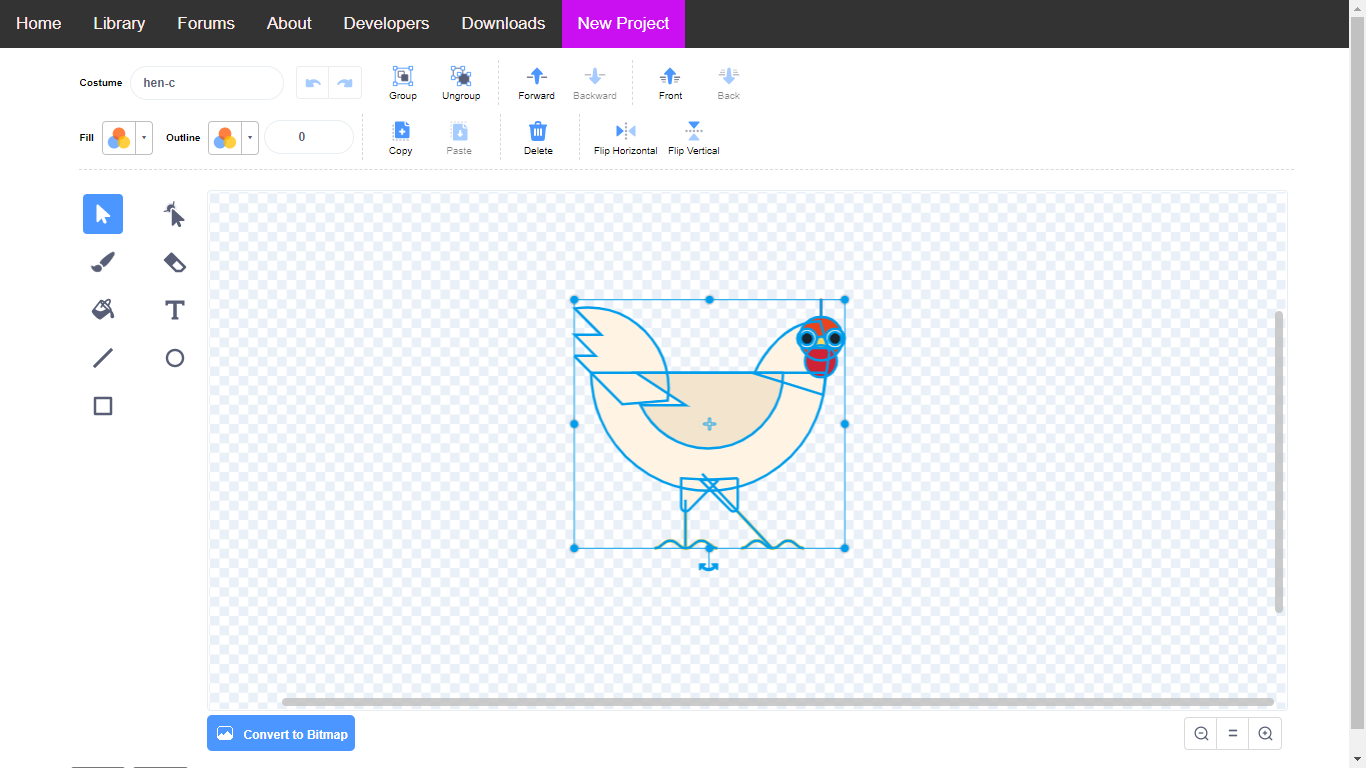 Home Library Forums About Developers Downloads New Project
Costume hen-c Group Ungroup Forward Backward Front Back
Fill Outline 0 Copy Paste Delete Flip Horizontal Flip Vertical
T
Convert to Bitmap